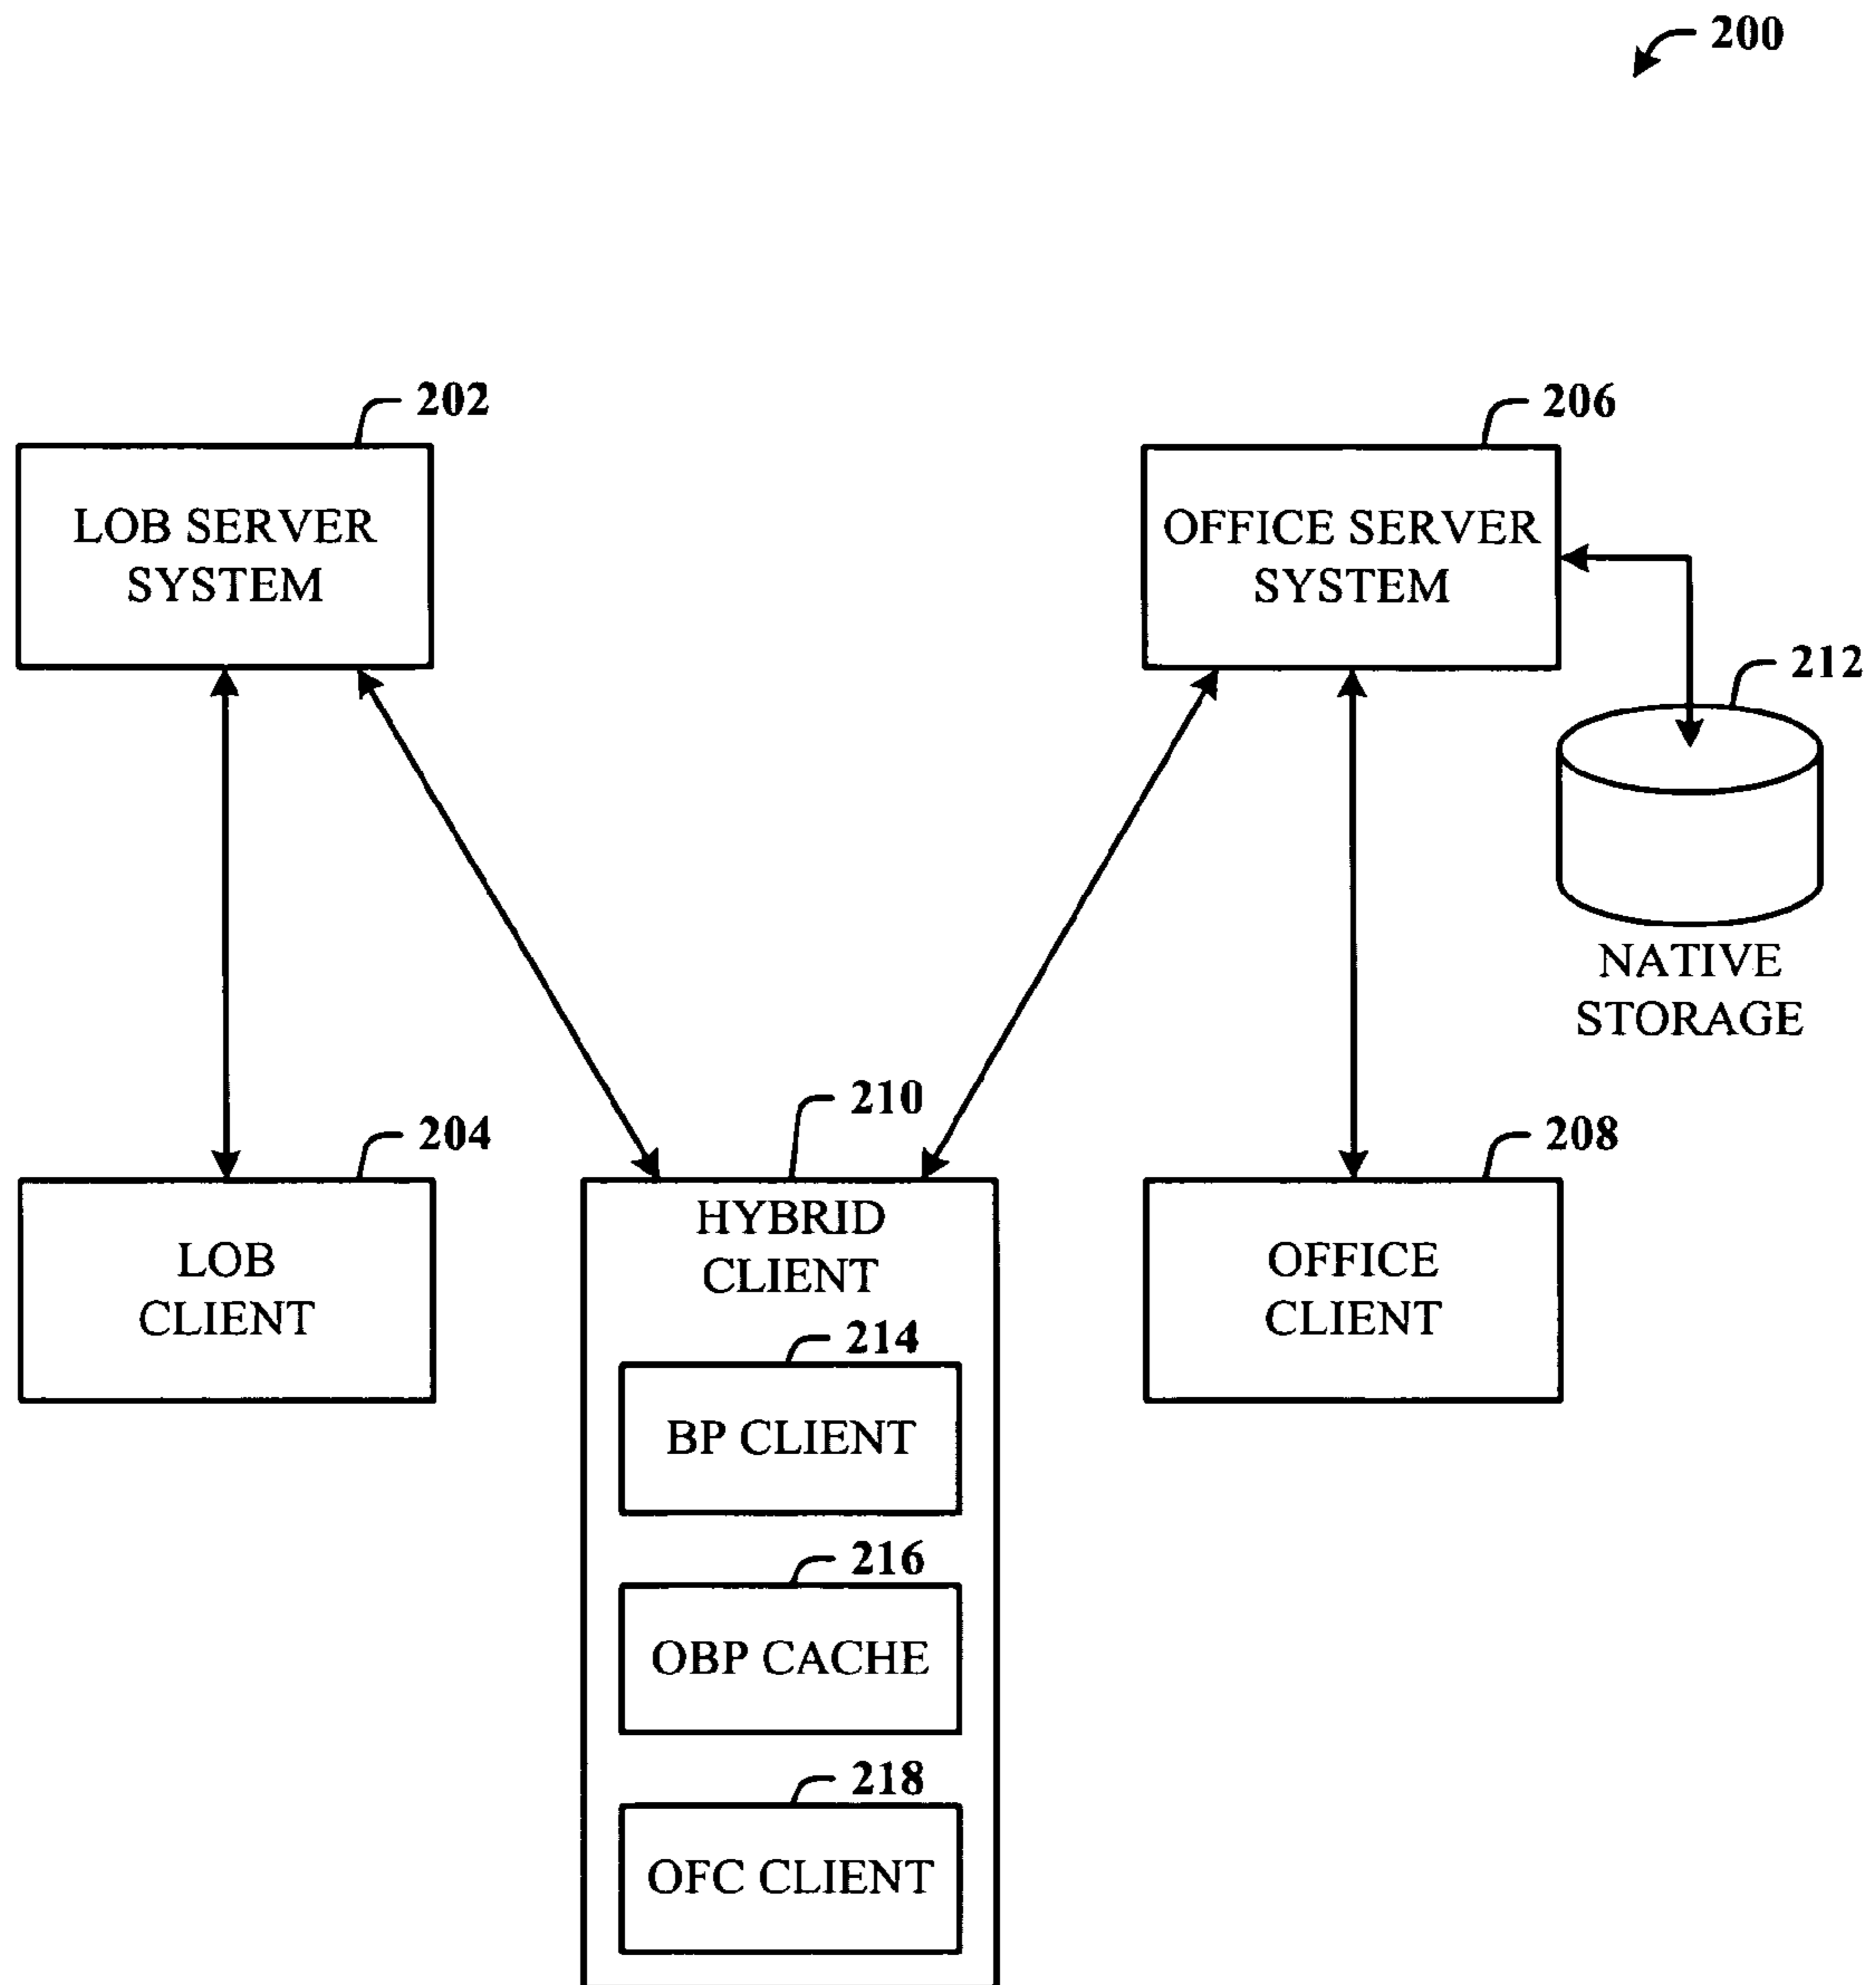 200
202
206
LOB SERVER
SYSTEM
OFFICE SERVER
SYSTEM
212
NATIVE
STORAGE
204
210
208
LOB
CLIENT
HYBRID
CLIENT
OFFICE
CLIENT
214
BP CLIENT
216
OBP CACHE
218
OFC CLIENT